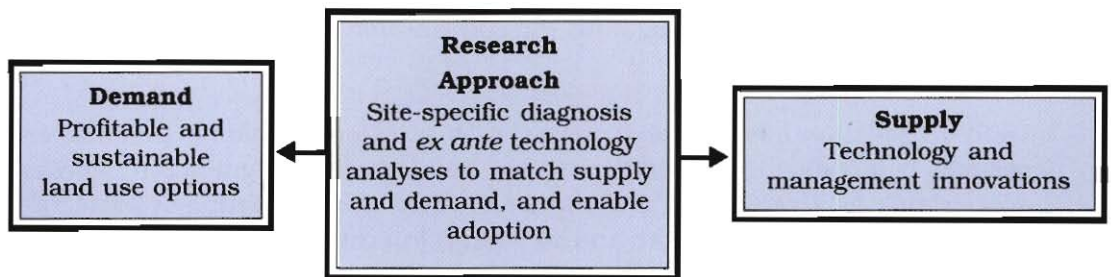 Demand
Profitable and
sustainable
land use options
Research
Approach
Site-specific diagnosis
and ex ante technology
analyses to match supply
and demand, and enable
adoption
Supply
Technology and
management innovations